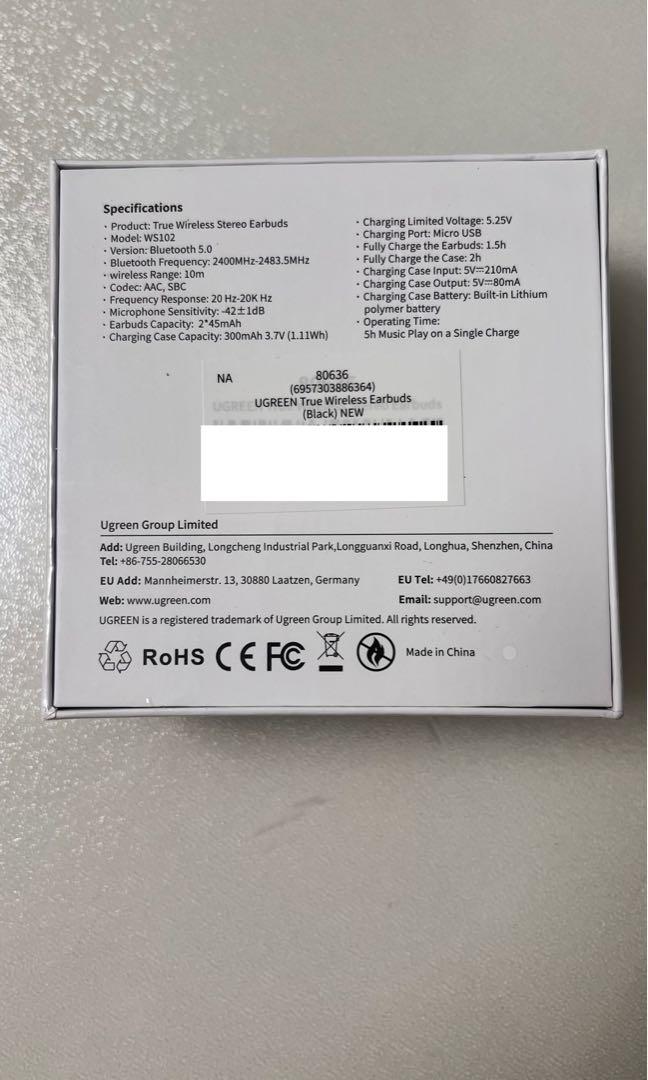 Specifications
· Product: True Wireless Stereo Earbuds
· Model: WS102
· Version: Bluetooth 5.0
· Bluetooth Frequency: 2400MHz-2483.5MHz
· wireless Range: 10m
· Codec: AAC, SBC
· Frequency Response: 20 Hz-20K Hz
· Microphone Sensitivity: -42±1dB
· Earbuds Capacity: 2*45mAh
· Charging Case Capacity: 300mAh 3.7V (1.11Wh)
· Charging Limited Voltage: 5.25V
· Charging Port: Micro USB
· Fully Charge the Earbuds: 1.5h
· Fully Charge the Case: 2h
· Charging Case Input: 5V⎓210mA
· Charging Case Output: 5V⎓80mA
· Charging Case Battery: Built-in Lithium
polymer battery
· Operating Time:
5h Music Play on a Single Charge
NA
80636
(6957303886364)
UGREEN True Wireless Earbuds
(Black) NEW
Ugreen Group Limited
Add: Ugreen Building, Longcheng Industrial Park,Longguanxi Road, Longhua, Shenzhen, China
Tel: +86-755-28066530
EU Add: Mannheimerstr. 13, 30880 Laatzen, Germany
EU Tel: +49(0)17660827663
Web: www.ugreen.com
Email: support@ugreen.com
UGREEN is a registered trademark of Ugreen Group Limited. All rights reserved.
RoHS CE FC Made in China